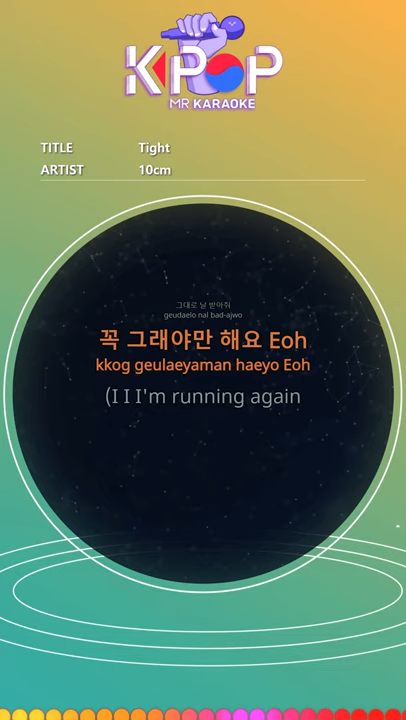 KPOP
MR KARAOKE
TITLE Tight
ARTIST 10cm
그대로 날 받아줘
geudaelo nal bad-ajwo
꼭 그래야만 해요 Eoh
kkog geulaeyaman haeyo Eoh
(I I I'm running again